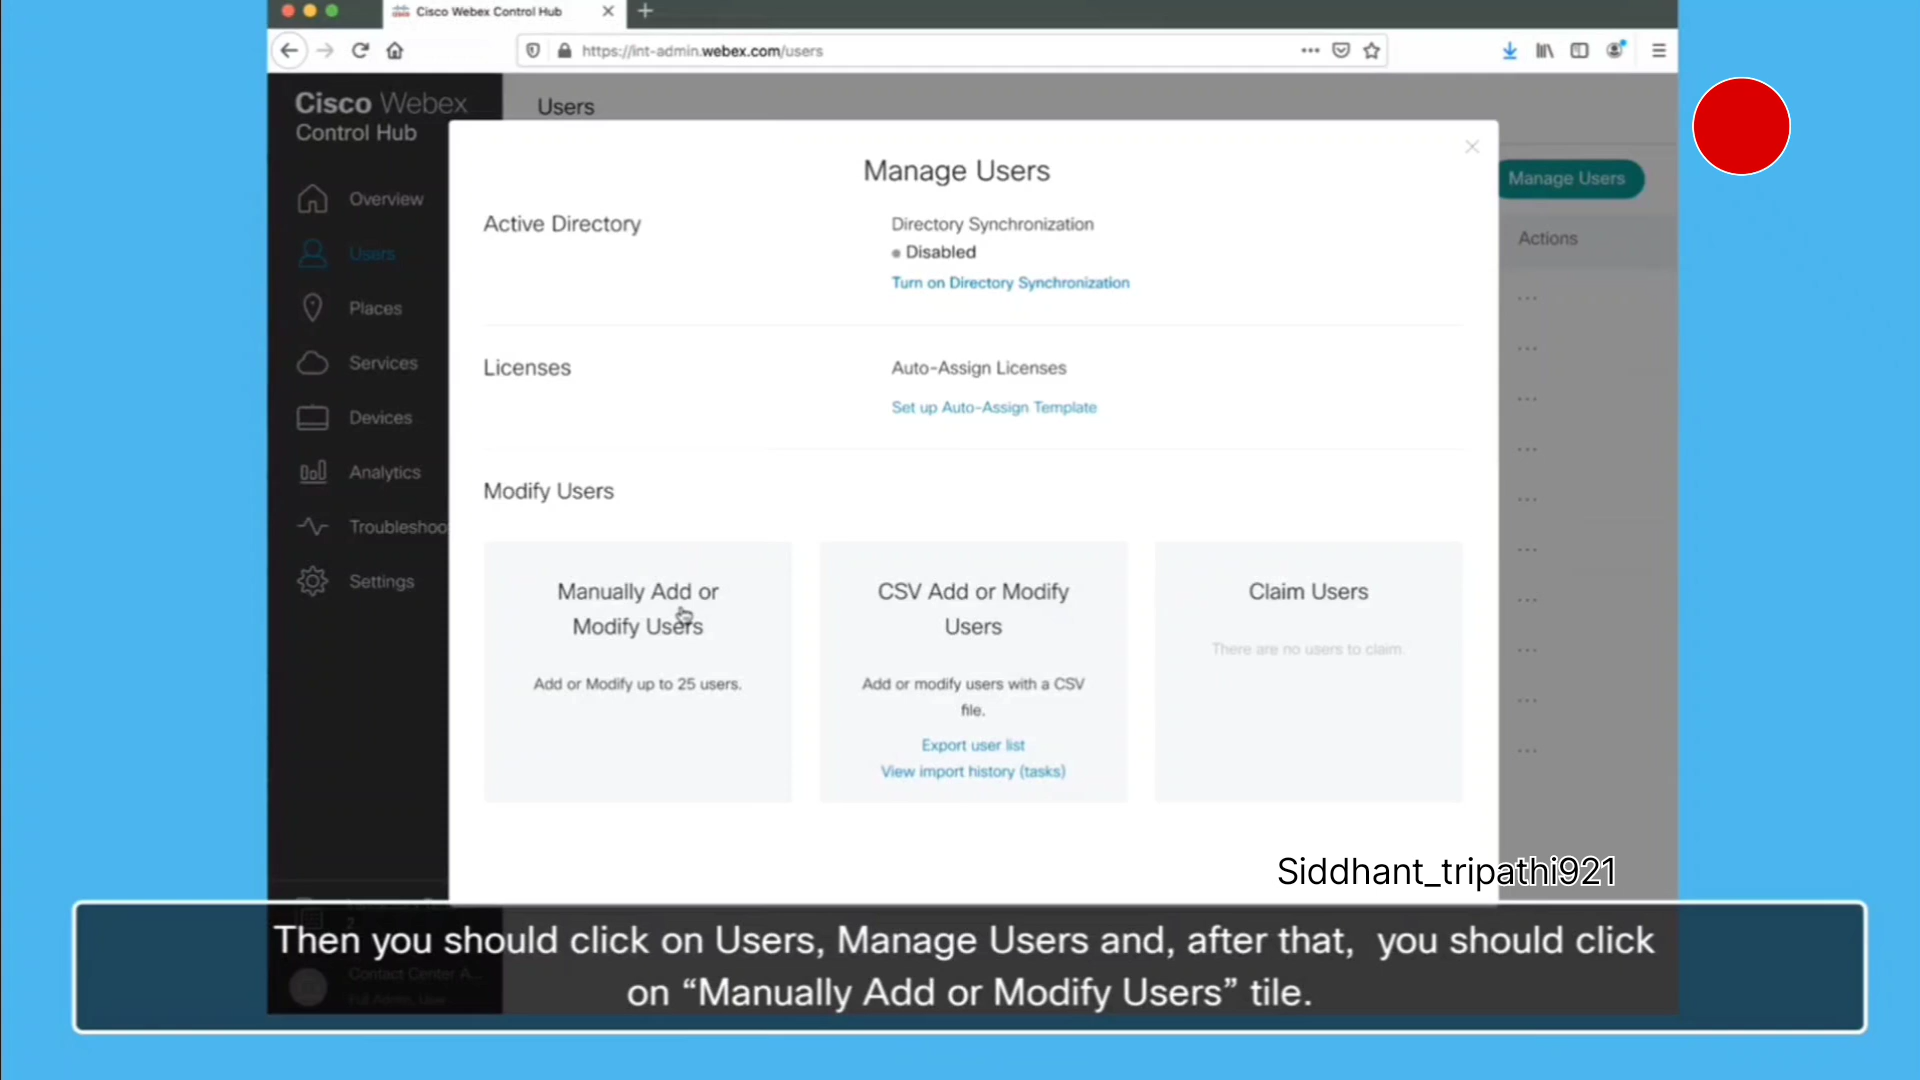 Cisco Webex Control Hub
https://int-admin.webex.com/users
Cisco Webex
Control Hub
Users
Overview
Users
Places
Services
Devices
Analytics
Troubleshoo
Settings
Manage Users
Actions
Manage Users
Active Directory
Directory Synchronization
Disabled
Turn on Directory Synchronization
Licenses
Auto-Assign Licenses
Set up Auto-Assign Template
Modify Users
Manually Add or
Modify Users
Add or Modify up to 25 users.
CSV Add or Modify
Users
Add or modify users with a CSV
file.
Export user list
View import history (tasks)
Claim Users
There are no users to claim.
Siddhant_tripathi921
Contact Center A...
Full Admin, User
Then you should click on Users, Manage Users and, after that, you should click
on “Manually Add or Modify Users” tile.